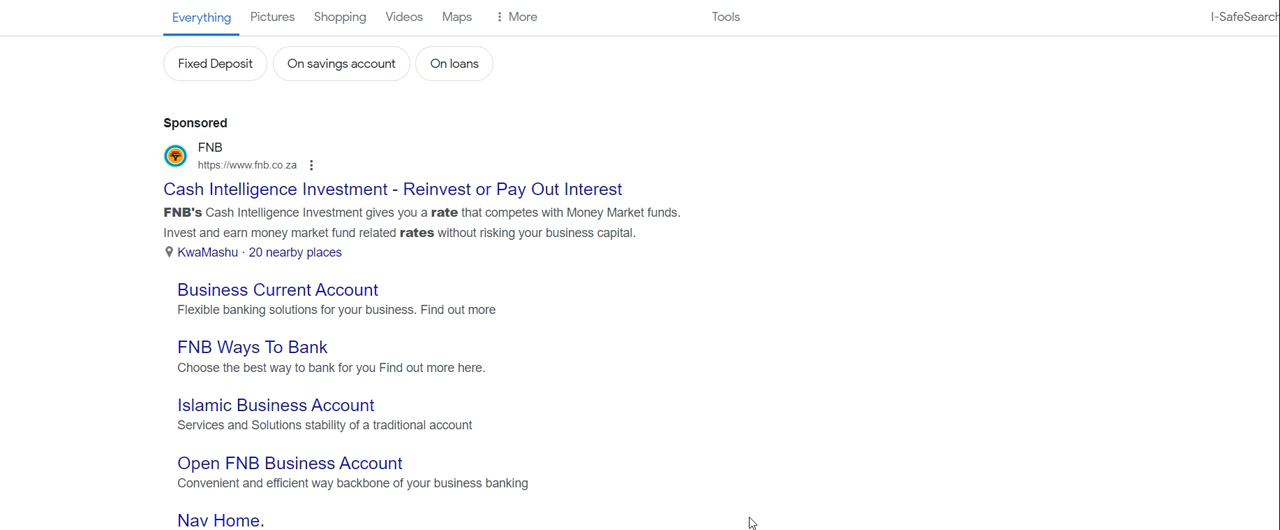 Everything Pictures Shopping Videos Maps More Tools I-SafeSearch
Fixed Deposit On savings account On loans
Sponsored
FNB
https://www.fnb.co.za
Cash Intelligence Investment - Reinvest or Pay Out Interest
FNB's Cash Intelligence Investment gives you a rate that competes with Money Market funds.
Invest and earn money market fund related rates without risking your business capital.
KwaMashu · 20 nearby places
Business Current Account
Flexible banking solutions for your business. Find out more
FNB Ways To Bank
Choose the best way to bank for you Find out more here.
Islamic Business Account
Services and Solutions stability of a traditional account
Open FNB Business Account
Convenient and efficient way backbone of your business banking
Nav Home.